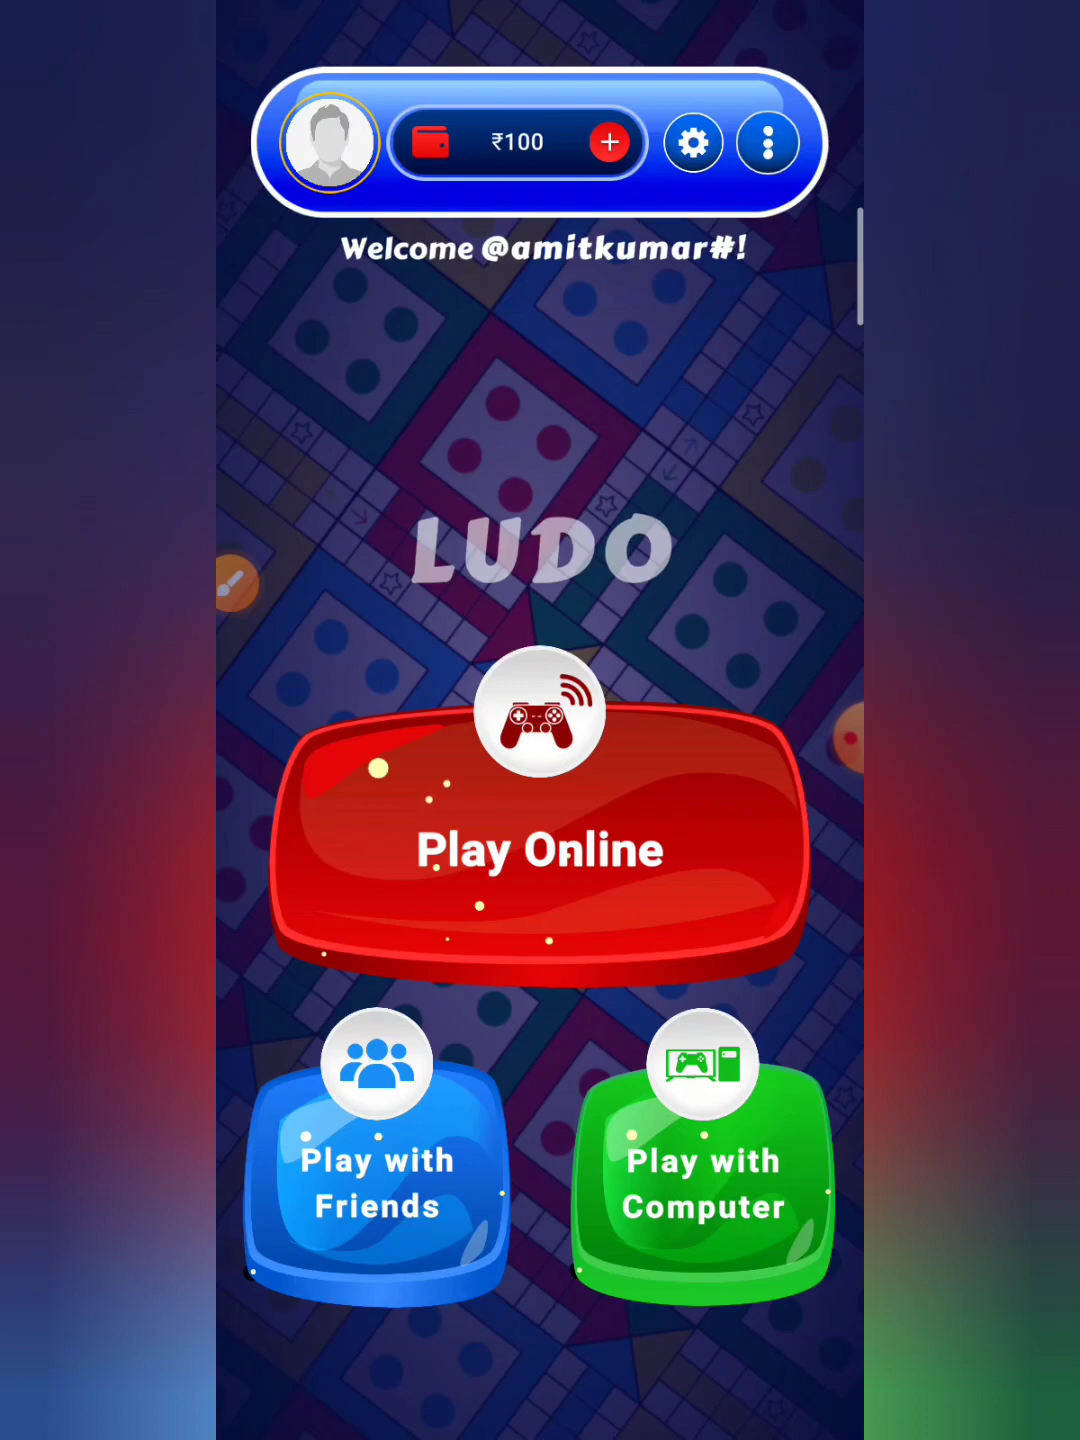 ₹100
Welcome @amitkumar#!
LUDO
Play Online
Play with
Friends
Play with
Computer